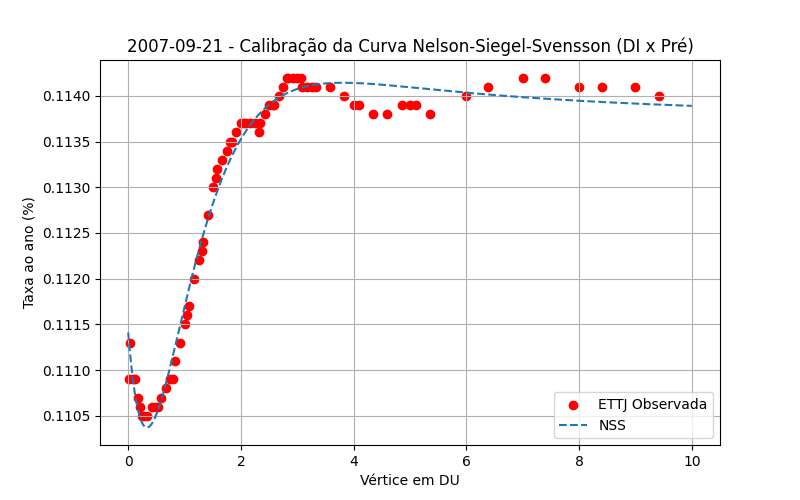 2007-09-21 - Calibração da Curva Nelson-Siegel-Svensson (DI x Pré)
Taxa ao ano (%)
0.1140
0.1135
0.1130
0.1125
0.1120
0.1115
0.1110
0.1105
0 2 4 6 8 10
Vértice em DU
ETTJ Observada
NSS